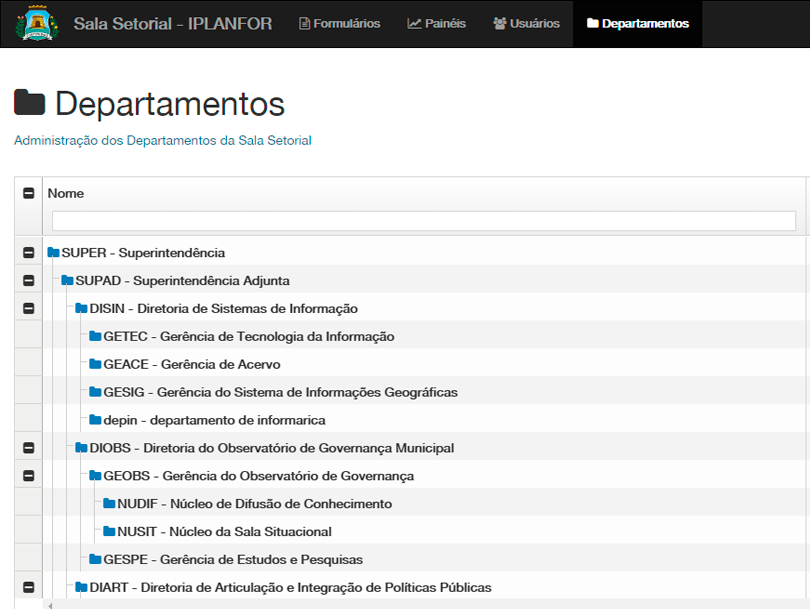 Sala Setorial - IPLANFOR Formulários Painéis Usuários Departamentos
Departamentos
Administração dos Departamentos da Sala Setorial
Nome
SUPER - Superintendência
SUPAD - Superintendência Adjunta
DISIN - Diretoria de Sistemas de Informação
GETEC - Gerência de Tecnologia da Informação
GEACE - Gerência de Acervo
GESIG - Gerência do Sistema de Informações Geográficas
depin - departamento de informarica
DIOBS - Diretoria do Observatório de Governança Municipal
GEOBS - Gerência do Observatório de Governança
NUDIF - Núcleo de Difusão de Conhecimento
NUSIT - Núcleo da Sala Situacional
GESPE - Gerência de Estudos e Pesquisas
DIART - Diretoria de Articulação e Integração de Políticas Públicas